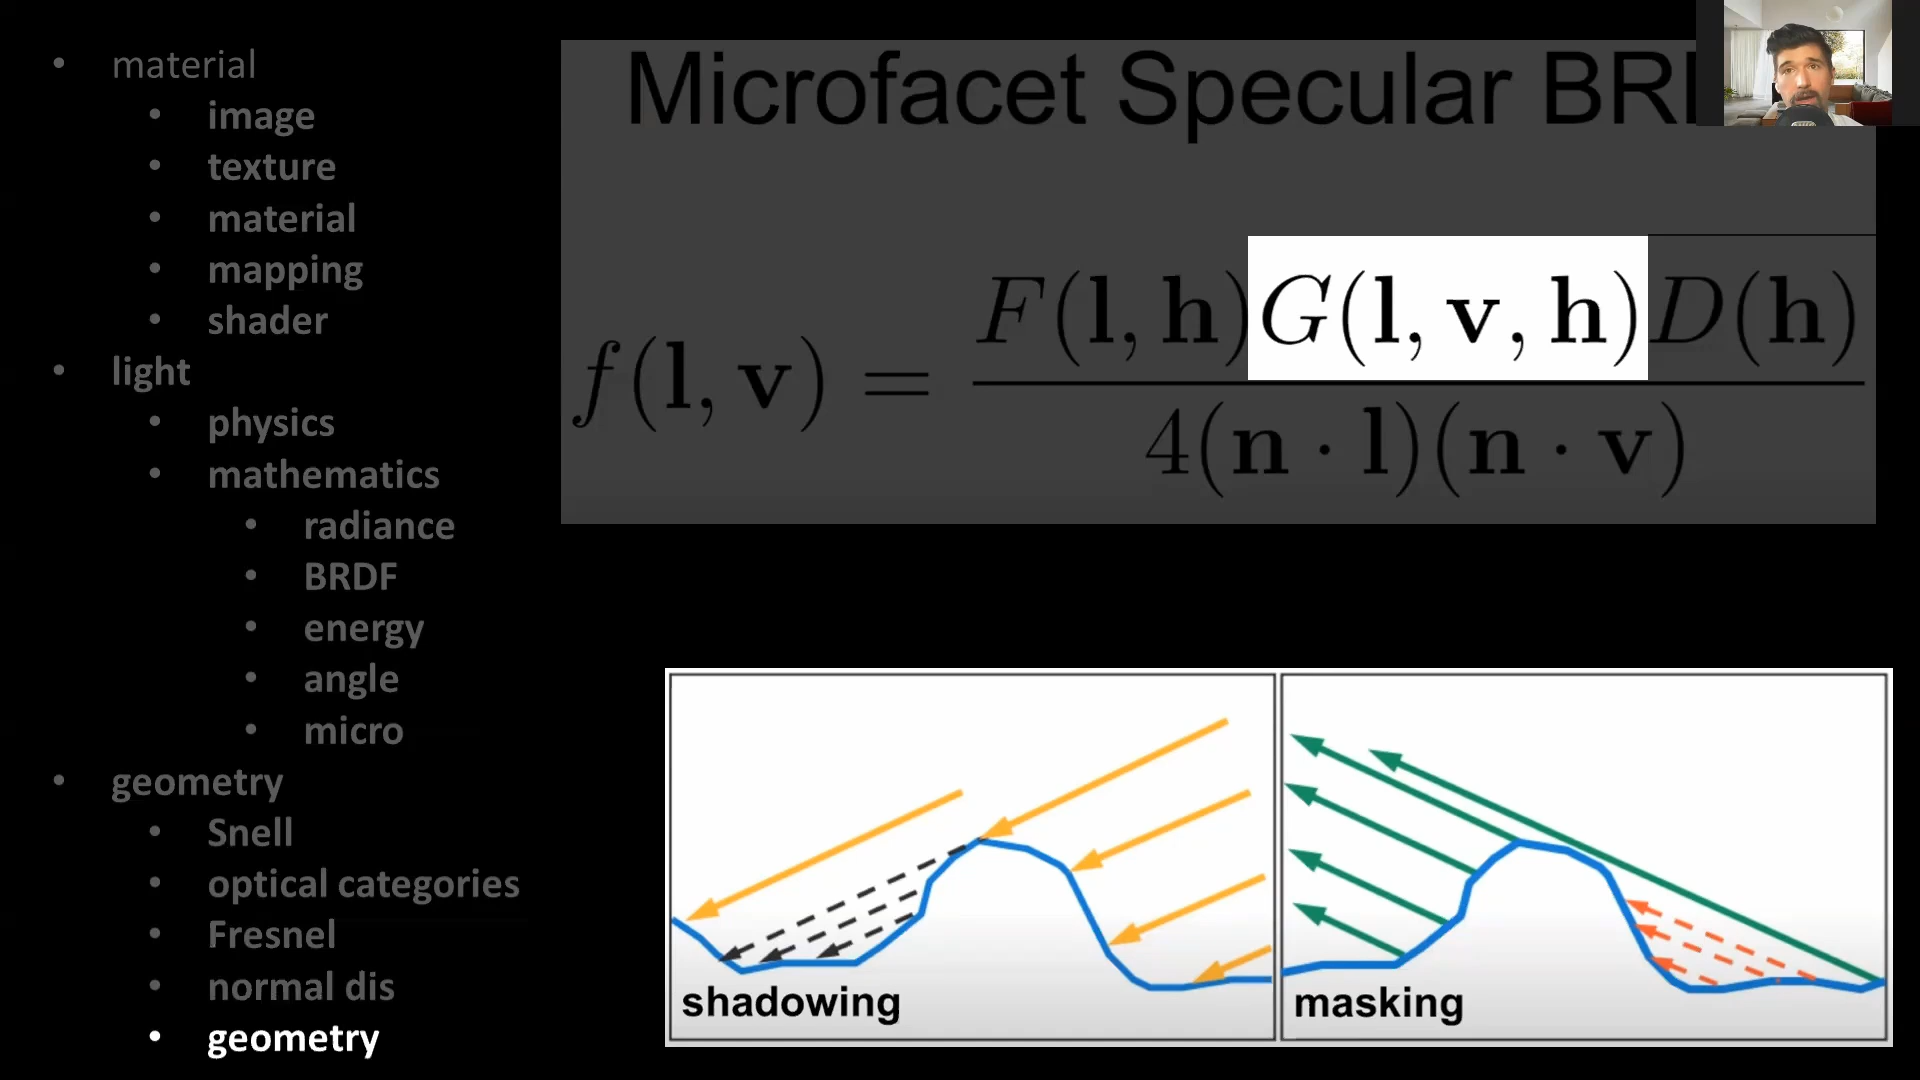 material
image
texture
material
mapping
shader
light
physics
mathematics
radiance
BRDF
energy
angle
micro
geometry
Snell
optical categories
Fresnel
normal dis
geometry
Microfacet Specular
f(l, v) = F(l, h)G(l, v, h)D(h) / 4(n · l)(n · v)
shadowing
masking